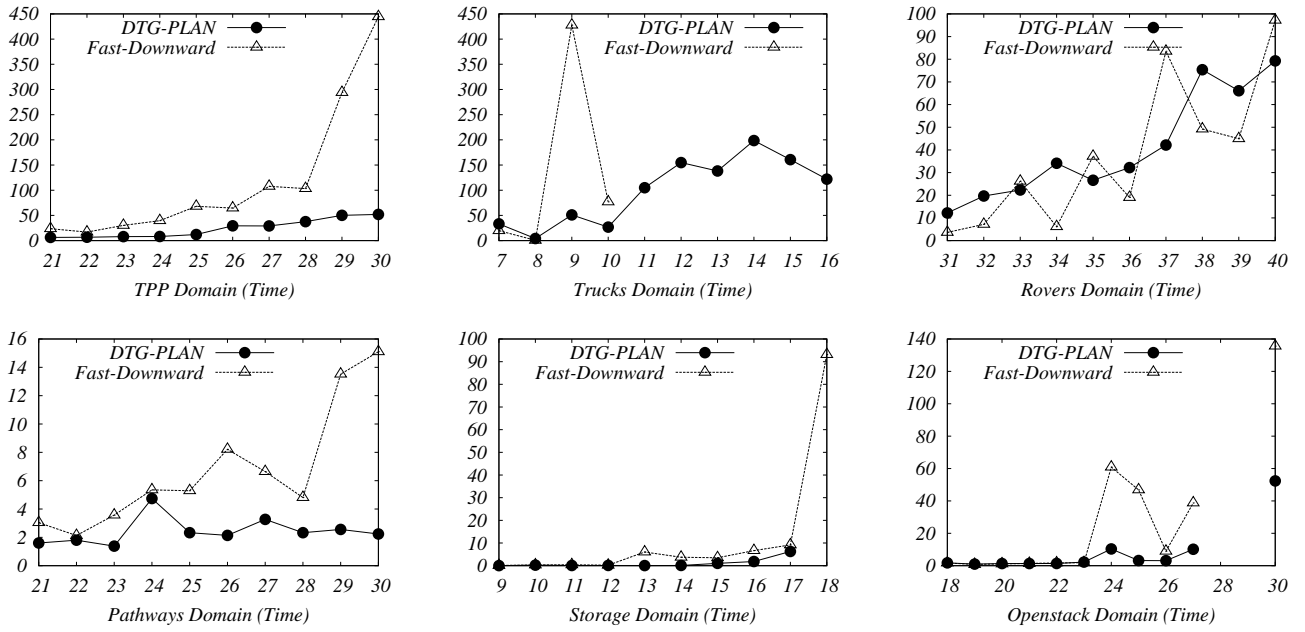 450
400
350
300
250
200
150
100
50
0
DTG-PLAN
Fast-Downward
21 22 23 24 25 26 27 28 29 30
TPP Domain (Time)
450
400
350
300
250
200
150
100
50
0
DTG-PLAN
Fast-Downward
7 8 9 10 11 12 13 14 15 16
Trucks Domain (Time)
100
90
80
70
60
50
40
30
20
10
0
DTG-PLAN
Fast-Downward
31 32 33 34 35 36 37 38 39 40
Rovers Domain (Time)
16
14
12
10
8
6
4
2
0
DTG-PLAN
Fast-Downward
21 22 23 24 25 26 27 28 29 30
Pathways Domain (Time)
100
90
80
70
60
50
40
30
20
10
0
DTG-PLAN
Fast-Downward
9 10 11 12 13 14 15 16 17 18
Storage Domain (Time)
140
120
100
80
60
40
20
0
DTG-PLAN
Fast-Downward
18 20 22 24 26 28 30
Openstack Domain (Time)